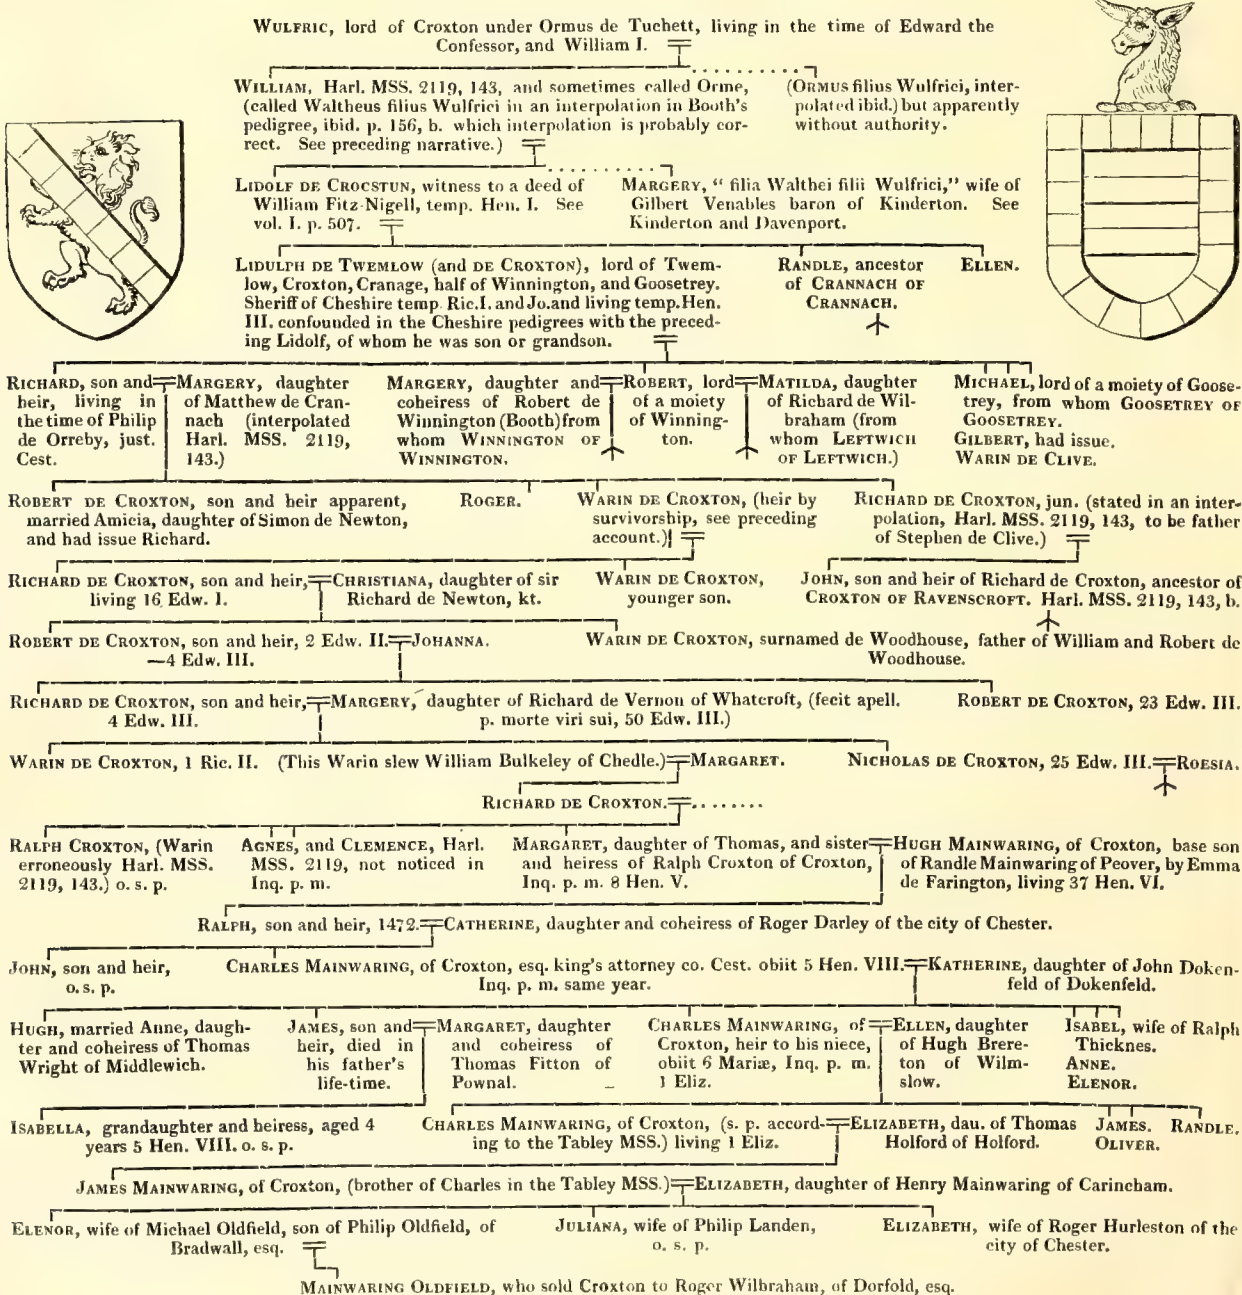 WULFRIC, lord of Croxton under Ormus de Tuchett, living in the time of Edward the
Confessor, and William I.
WILLIAM, Harl. MSS. 2119, 143, and sometimes called Orme,
(called Waltheus filius Wulfrici in an interpolation in Booth's
pedigree, ibid. p. 156, b. which interpolation is probably cor-
rect. See preceding narrative.)
(ORMUS filius Wulfrici, inter-
polated ibid.) but apparently
without authority.
LIDOLF DE CROCSTUN, witness to a deed of
William Fitz-Nigell, temp. Hen. I. See
vol. I. p. 507.
MARGERY, “ filia Walthei filii Wulfrici,” wife of
Gilbert Venables baron of Kinderton. See
Kinderton and Davenport.
LIDULPH DE TWEMLOW (and DE CROXTON), lord of Twem-
low, Croxton, Cranage, half of Winnington, and Goosetrey.
Sheriff of Cheshire temp. Ric. I. and Jo. and living temp. Hen.
III. confounded in the Cheshire pedigrees with the preced-
ing Lidolf, of whom he was son or grandson.
RANDLE, ancestor
of CRANNACH OF
CRANNACH.
ELLEN.
RICHARD, son and
heir, living in
the time of Philip
de Orreby, just.
Cest.
MARGERY, daughter
of Matthew de Cran-
nach (interpolated
Harl. MSS. 2119,
143.)
MARGERY, daughter and
coheiress of Robert de
Winnington (Booth) from
whom WINNINGTON OF
WINNINGTON.
ROBERT, lord
of a moiety
of Winning-
ton.
MATILDA, daughter
of Richard de Wil-
braham (from
whom LEFTWICH
OF LEFTWICH.)
MICHAEL, lord of a moiety of Goose-
trey, from whom GOOSETREY OF
GOOSETREY.
GILBERT, had issue.
WARIN DE CLIVE.
ROBERT DE CROXTON, son and heir apparent,
married Amicia, daughter of Simon de Newton,
and had issue Richard.
ROGER.
WARIN DE CROXTON, (heir by
survivorship, see preceding
account.)
RICHARD DE CROXTON, jun. (stated in an inter-
polation, Harl. MSS. 2119, 143, to be father
of Stephen de Clive.)
RICHARD DE CROXTON, son and heir,
living 16 Edw. I.
CHRISTIANA, daughter of sir
Richard de Newton, kt.
WARIN DE CROXTON,
younger son.
JOHN, son and heir of Richard de Croxton, ancestor of
CROXTON OF RAVENSCROFT. Harl. MSS. 2119, 143, b.
ROBERT DE CROXTON, son and heir, 2 Edw. II.
—4 Edw. III.
JOHANNA.
WARIN DE CROXTON, surnamed de Woodhouse, father of William and Robert de
Woodhouse.
RICHARD DE CROXTON, son and heir,
4 Edw. III.
MARGERY, daughter of Richard de Vernon of Whatcroft, (fecit apell.
p. morte viri sui, 50 Edw. III.)
ROBERT DE CROXTON, 23 Edw. III.
WARIN DE CROXTON, 1 Ric. II. (This Warin slew William Bulkeley of Chedle.)
MARGARET.
NICHOLAS DE CROXTON, 25 Edw. III.
ROESIA.
RICHARD DE CROXTON.
........
RALPH CROXTON, (Warin
erroneously Harl. MSS.
2119, 143.) o. s. p.
AGNES, and CLEMENCE, Harl.
MSS. 2119, not noticed in
Inq. p. m.
MARGARET, daughter of Thomas, and sister
and heiress of Ralph Croxton of Croxton,
Inq. p. m. 8 Hen. V.
HUGH MAINWARING, of Croxton, base son
of Randle Mainwaring of Peover, by Emma
de Farington, living 37 Hen. VI.
RALPH, son and heir, 1472.
CATHERINE, daughter and coheiress of Roger Darley of the city of Chester.
JOHN, son and heir,
o. s. p.
CHARLES MAINWARING, of Croxton, esq. king's attorney co. Cest. obiit 5 Hen. VIII.
Inq. p. m. same year.
KATHERINE, daughter of John Doken-
feld of Dokenfeld.
HUGH, married Anne, daugh-
ter and coheiress of Thomas
Wright of Middlewich.
JAMES, son and
heir, died in
his father's
life-time.
MARGARET, daughter
and coheiress of
Thomas Fitton of
Pownal.
CHARLES MAINWARING, of
Croxton, heir to his niece,
obiit 6 Mariæ, Inq. p. m.
1 Eliz.
ELLEN, daughter
of Hugh Brere-
ton of Wilm-
slow.
ISABEL, wife of Ralph
Thicknes.
ANNE.
ELENOR.
ISABELLA, grandaughter and heiress, aged 4
years 5 Hen. VIII. o. s. p.
CHARLES MAINWARING, of Croxton, (s. p. accord-
ing to the Tabley MSS.) living 1 Eliz.
ELIZABETH, dau. of Thomas
Holford of Holford.
JAMES.
OLIVER.
RANDLE.
JAMES MAINWARING, of Croxton, (brother of Charles in the Tabley MSS.)
ELIZABETH, daughter of Henry Mainwaring of Carincham.
ELENOR, wife of Michael Oldfield, son of Philip Oldfield, of
Bradwall, esq.
JULIANA, wife of Philip Landen,
o. s. p.
ELIZABETH, wife of Roger Hurleston of the
city of Chester.
MAINWARING OLDFIELD, who sold Croxton to Roger Wilbraham, of Dorfold, esq.